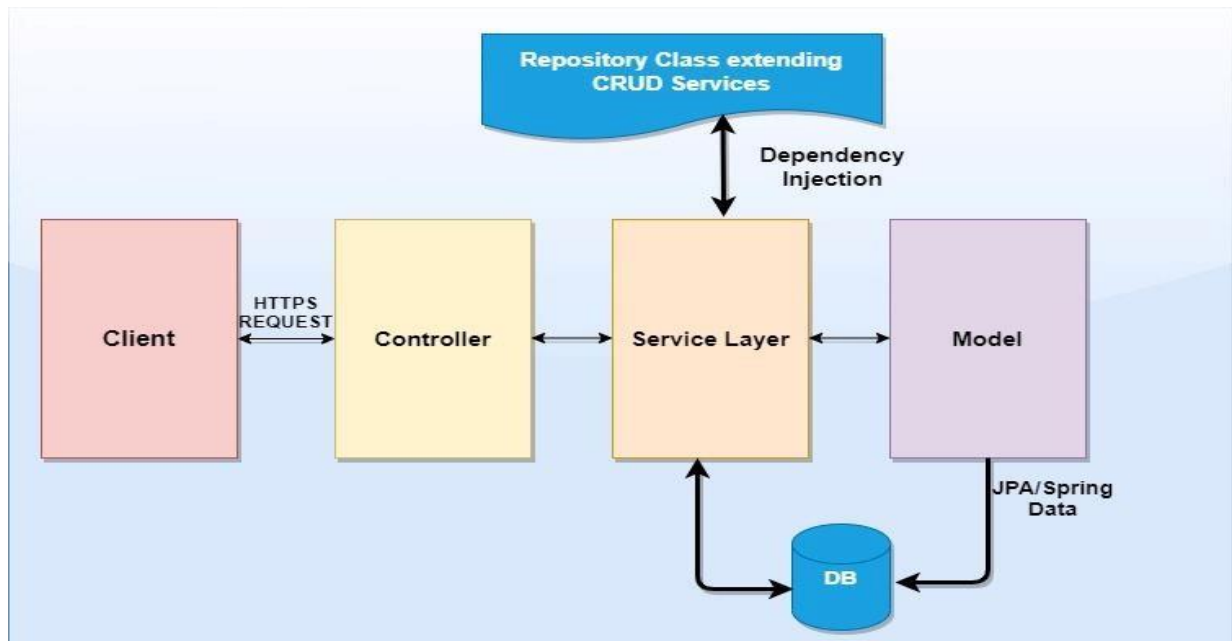 Repository Class extending
CRUD Services
Dependency
Injection
HTTPS
REQUEST
Client
Controller
Service Layer
Model
JPA/Spring
Data
DB